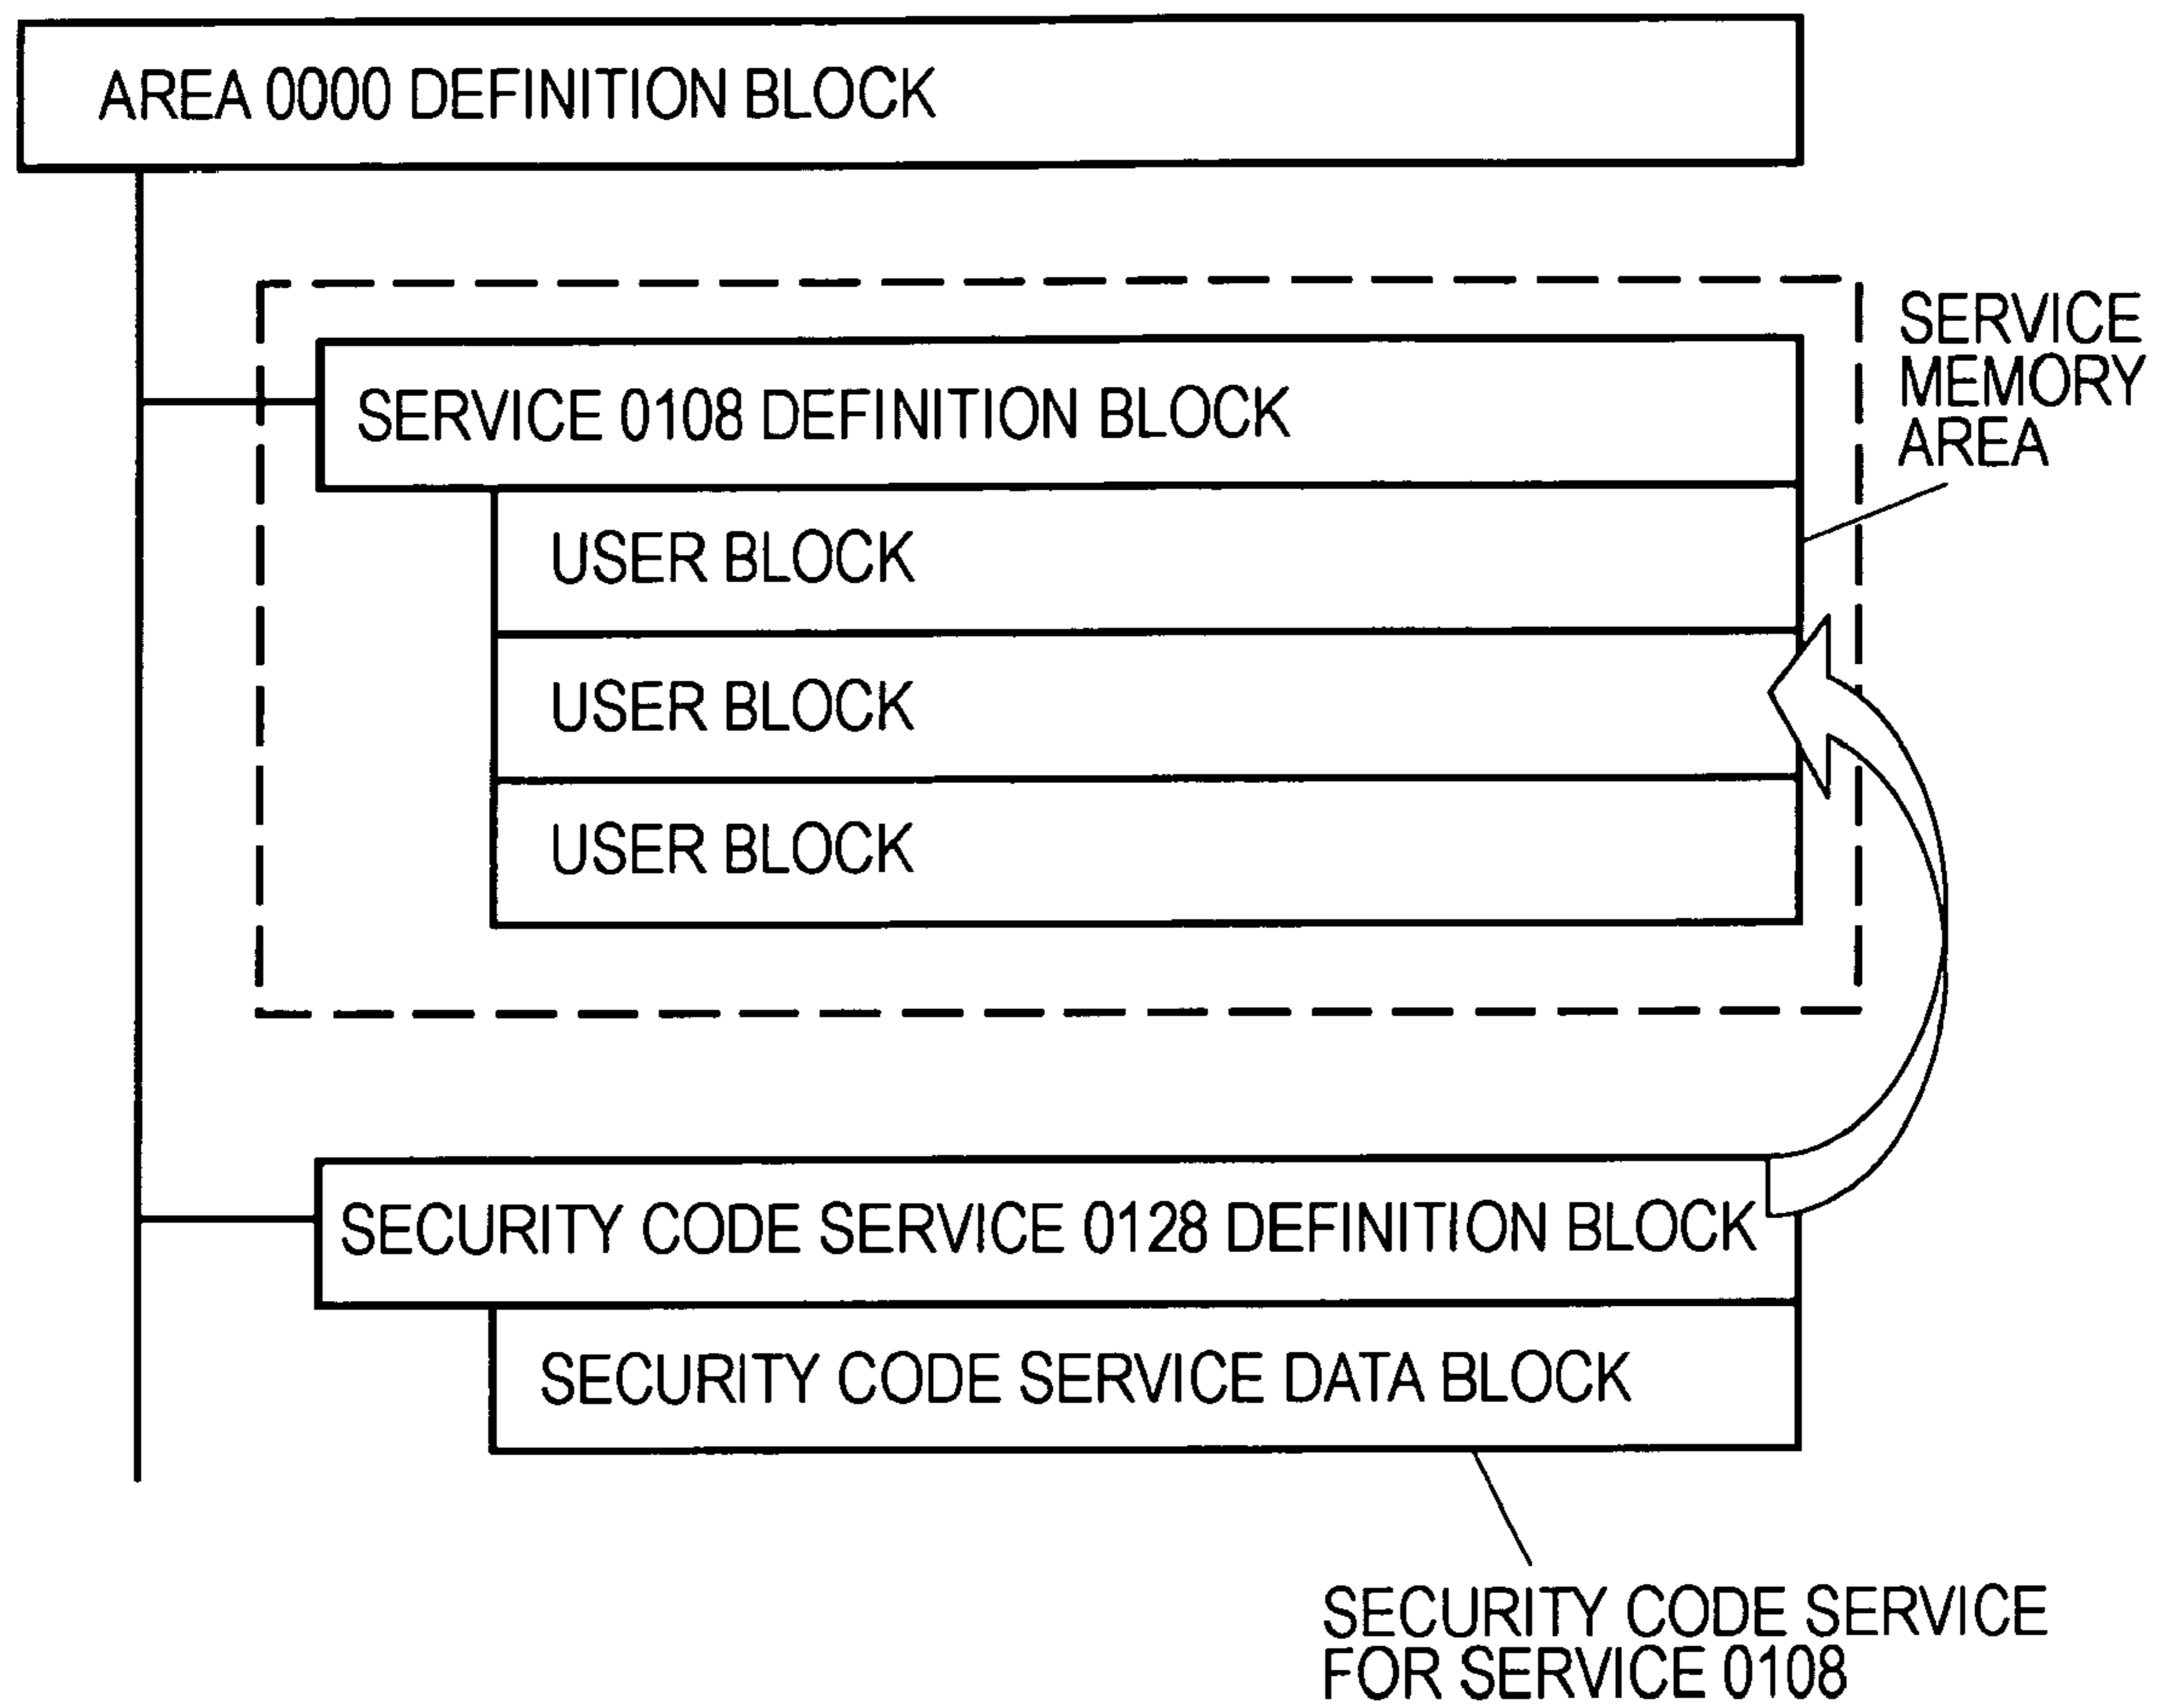 AREA 0000 DEFINITION BLOCK
SERVICE
MEMORY
AREA
SERVICE 0108 DEFINITION BLOCK
USER BLOCK
USER BLOCK
USER BLOCK
SECURITY CODE SERVICE 0128 DEFINITION BLOCK
SECURITY CODE SERVICE DATA BLOCK
SECURITY CODE SERVICE
FOR SERVICE 0108